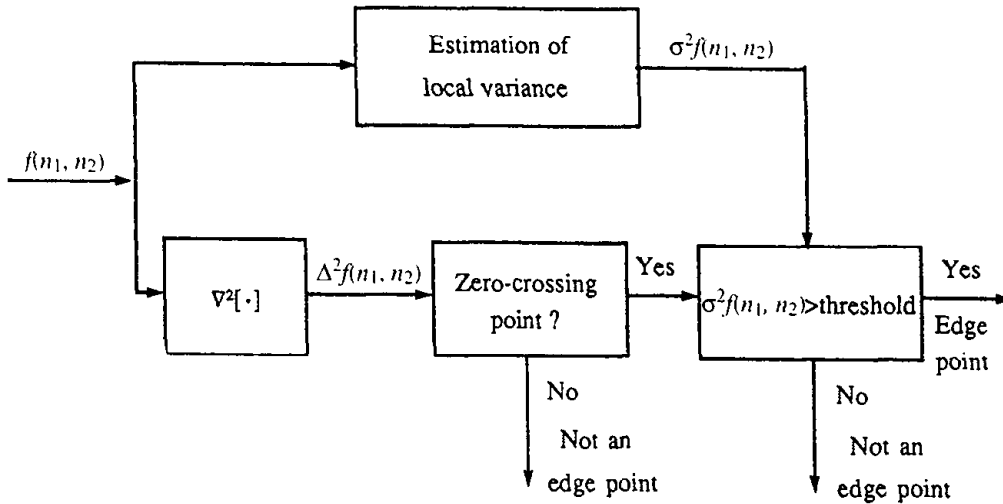 Estimation of
local variance
σ²f(n₁, n₂)
f(n₁, n₂)
∇²[·]
Δ²f(n₁, n₂)
Zero-crossing
point ?
Yes
σ²f(n₁, n₂)>threshold
Yes
Edge
point
No
Not an
edge point
No
Not an
edge point